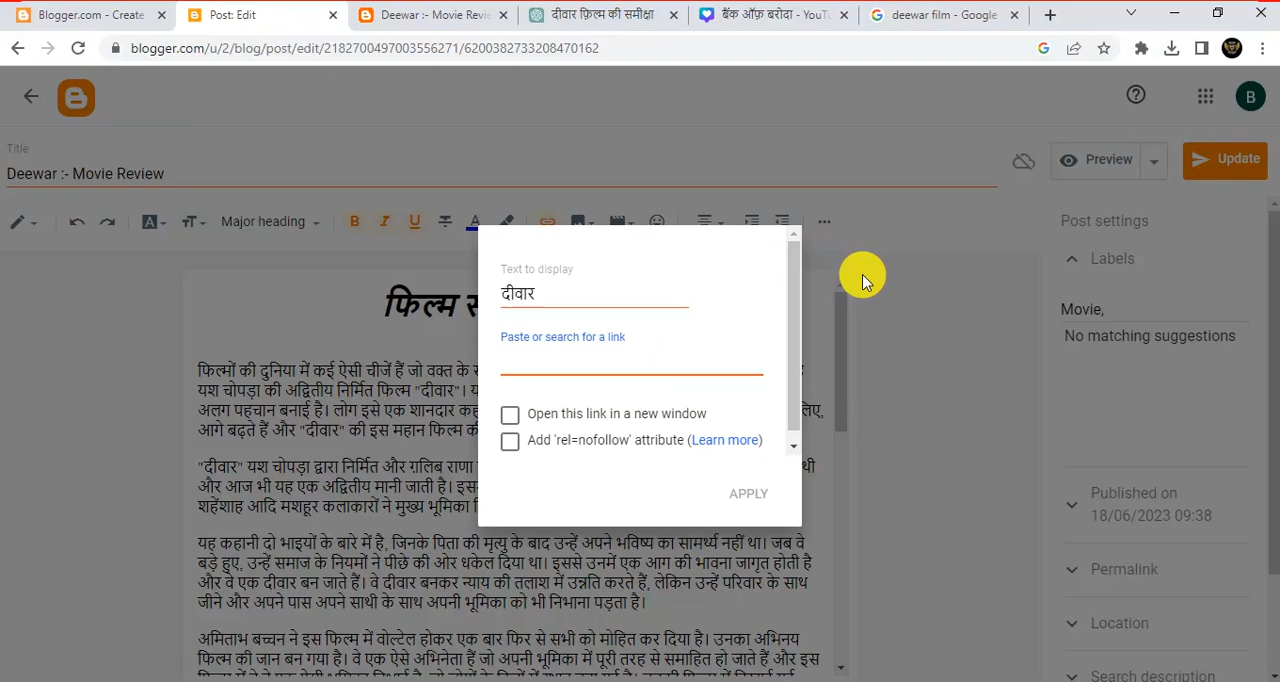 Blogger.com - Create
Post: Edit
Deewar :- Movie Review
दीवार फ़िल्म की समीक्षा
बैंक ऑफ़ बरोदा - YouTu
deewar film - Google
blogger.com/u/2/blog/post/edit/2182700497003556271/6200382733208470162
B
Title
Deewar :- Movie Review
Preview
Update
Major heading
B I U A
Post settings
Labels
Text to display
दीवार
Paste or search for a link
Open this link in a new window
Add 'rel=nofollow' attribute (Learn more)
APPLY
Movie,
No matching suggestions
Published on
18/06/2023 09:38
Permalink
Location
Search description
फिल्म
फिल्मों की दुनिया में कई ऐसी चीजें हैं जो वक्त के
यश चोपड़ा की अद्वितीय निर्मित फिल्म "दीवार"।
अलग पहचान बनाई है। लोग इसे एक शानदार
आगे बढ़ते हैं और "दीवार" की इस महान फिल्म की
"दीवार" यश चोपड़ा द्वारा निर्मित और ग़लिब राणा
और आज भी यह एक अद्वितीय मानी जाती है।
शहेंशाह आदि मशहूर कलाकारों ने मुख्य भूमिका
यह कहानी दो भाइयों के बारे में है, जिनके पिता की मृत्यु के बाद उन्हें अपने भविष्य का सामर्थ्य नहीं था। जब वे
बड़े हुए, उन्हें समाज के नियमों ने पीछे की ओर धकेल दिया था। इससे उनमें एक आग की भावना जागृत होती है
और वे एक दीवार बन जाते हैं। वे दीवार बनकर न्याय की तलाश में उन्नति करते हैं, लेकिन उन्हें परिवार के साथ
जीने और अपने पास अपने साथी के साथ अपनी भूमिका को भी निभाना पड़ता है।
अमिताभ बच्चन ने इस फिल्म में वोल्टेल होकर एक बार फिर से सभी को मोहित कर दिया है। उनका अभिनय
फिल्म की जान बन गया है। वे एक ऐसे अभिनेता हैं जो अपनी भूमिका में पूरी तरह से समाहित हो जाते हैं और इस